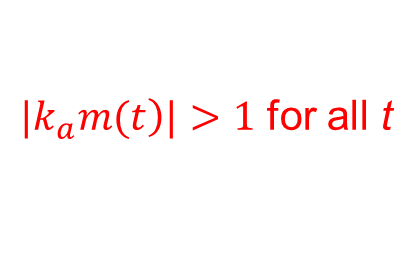 |kₐm(t)| > 1 for all t